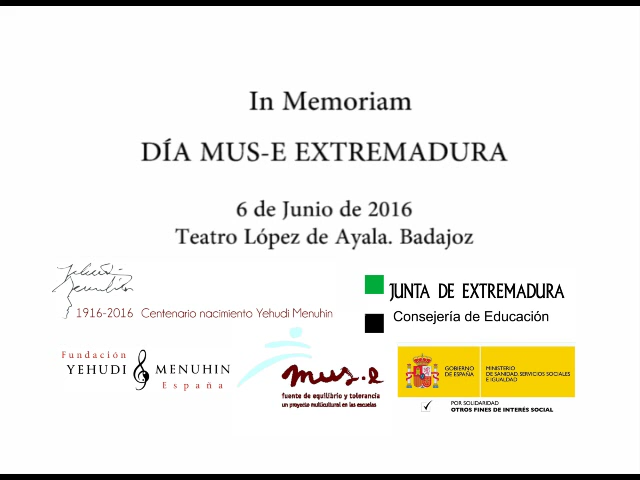 In Memoriam
DÍA MUS-E EXTREMADURA
6 de Junio de 2016
Teatro López de Ayala. Badajoz
Yehudi Menuhin
1916-2016 Centenario nacimiento Yehudi Menuhin
JUNTA DE EXTREMADURA
Consejería de Educación
Fundación
YEHUDI MENUHIN
España
mus-e
fuente de equilibrio y tolerancia
un proyecto multicultural en las escuelas
GOBIERNO
DE ESPAÑA
MINISTERIO
DE SANIDAD, SERVICIOS SOCIALES
E IGUALDAD
POR SOLIDARIDAD
OTROS FINES DE INTERÉS SOCIAL